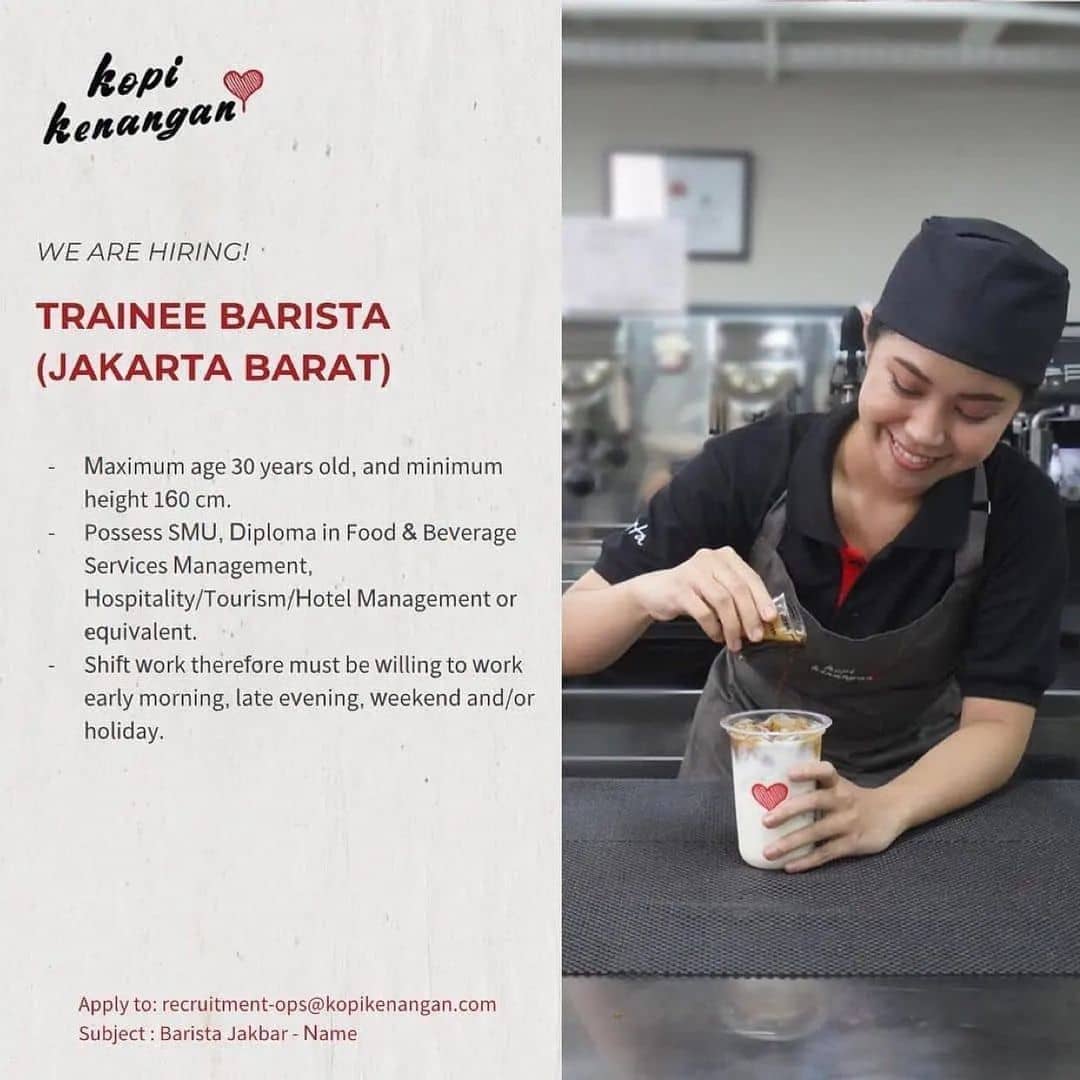 kopi
kenangan
WE ARE HIRING!
TRAINEE BARISTA
(JAKARTA BARAT)
- Maximum age 30 years old, and minimum
height 160 cm.
- Possess SMU, Diploma in Food & Beverage
Services Management,
Hospitality/Tourism/Hotel Management or
equivalent.
- Shift work therefore must be willing to work
early morning, late evening, weekend and/or
holiday.
kopi
kenangan
Apply to: recruitment-ops@kopikenangan.com
Subject : Barista Jakbar - Name